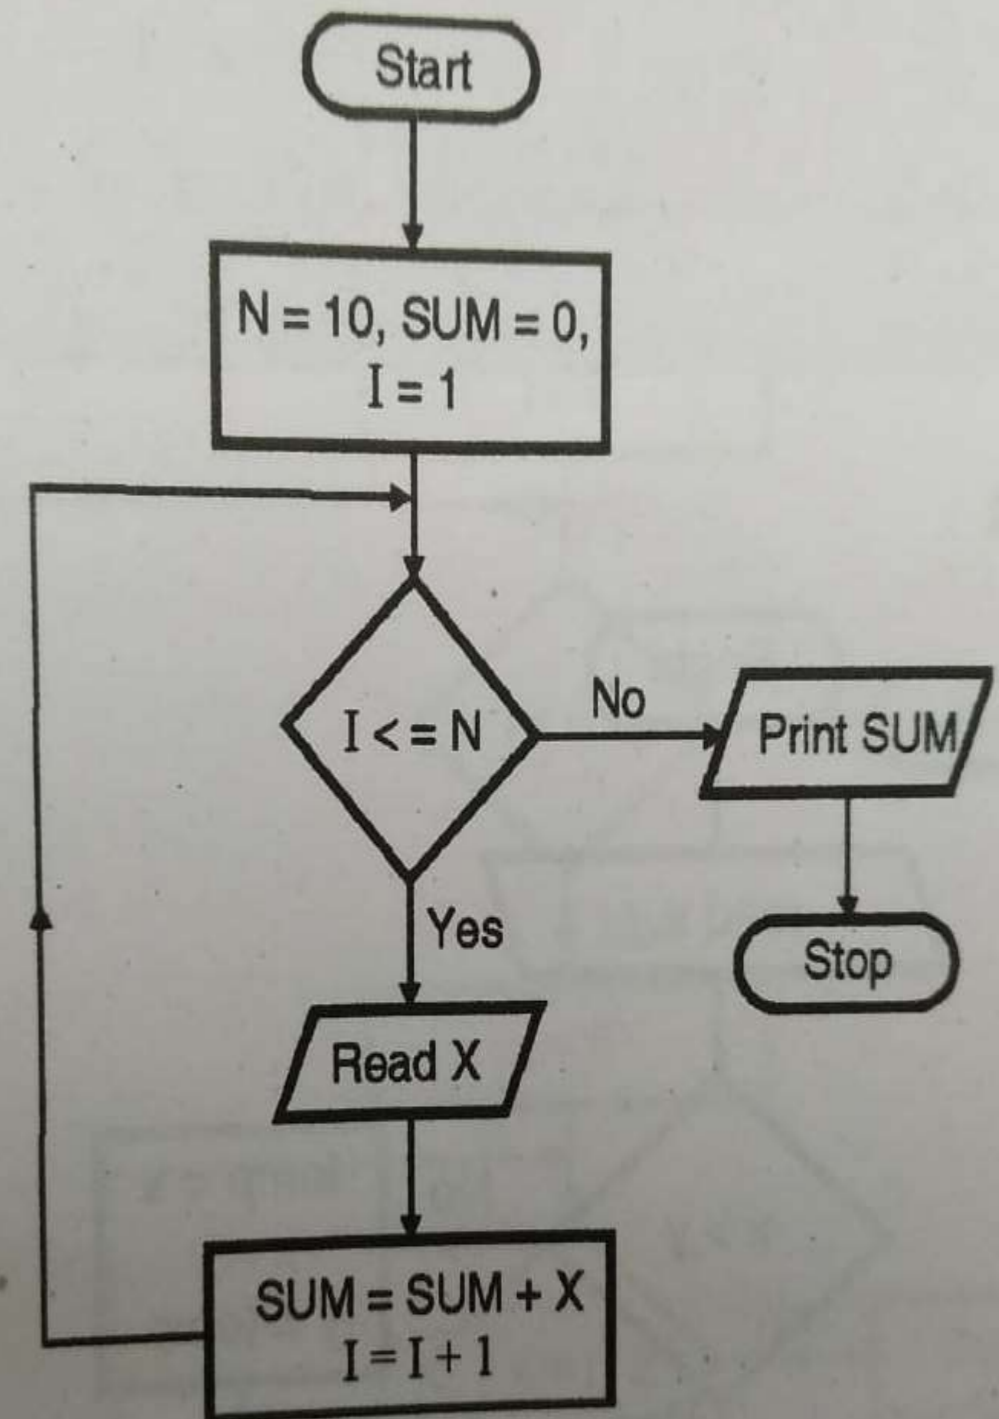 Start
N = 10, SUM = 0,
I = 1
I < = N
No
Print SUM
Stop
Yes
Read X
SUM = SUM + X
I = I + 1